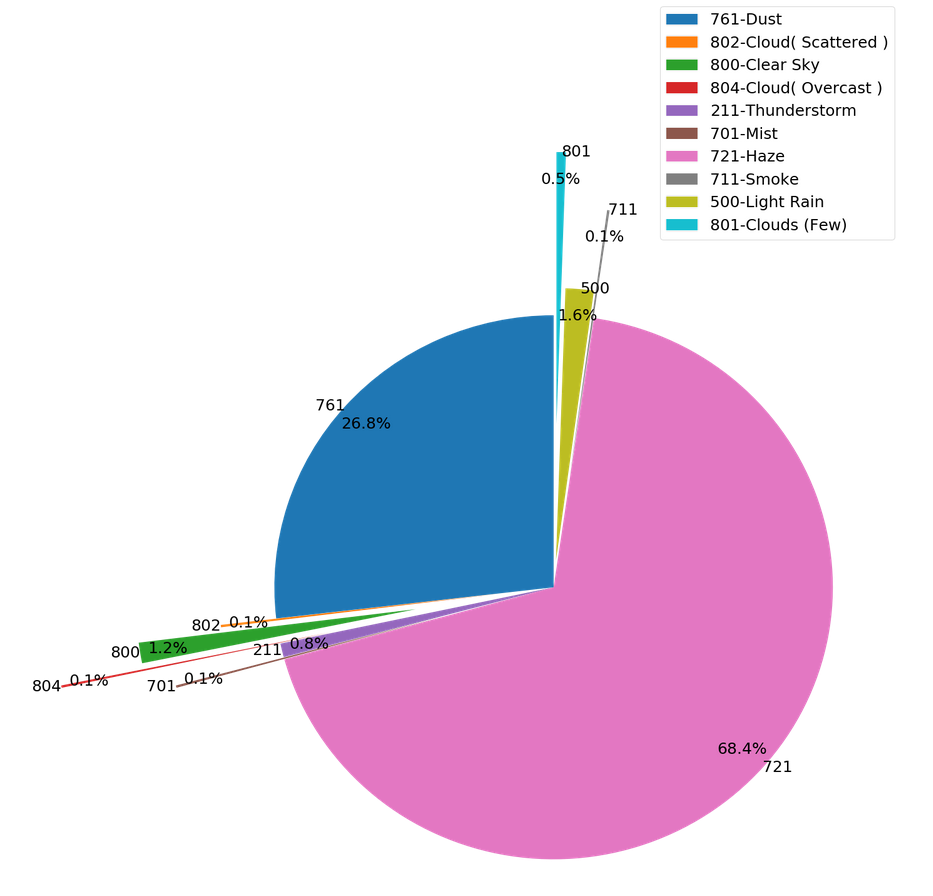 761-Dust
802-Cloud( Scattered )
800-Clear Sky
804-Cloud( Overcast )
211-Thunderstorm
701-Mist
721-Haze
711-Smoke
500-Light Rain
801-Clouds (Few)
801
0.5%
711
0.1%
500
1.6%
761
26.8%
802 0.1%
800 1.2%
211 0.8%
804 0.1%
701 0.1%
68.4%
721